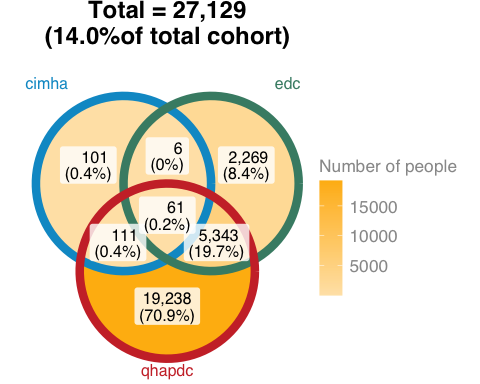 Total = 27,129
(14.0%of total cohort)
cimha
edc
6
(0%)
101
(0.4%)
2,269
(8.4%)
61
(0.2%)
111
(0.4%)
5,343
(19.7%)
19,238
(70.9%)
qhapdc
Number of people
15000
10000
5000